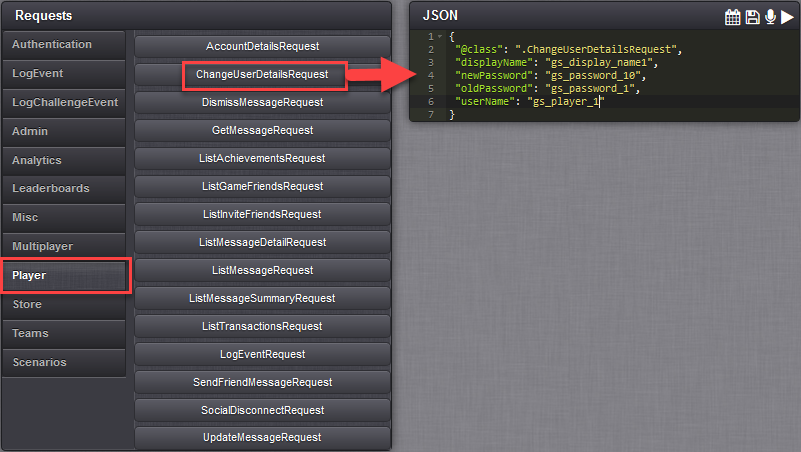 Requests
Authentication
LogEvent
LogChallengeEvent
Admin
Analytics
Leaderboards
Misc
Multiplayer
Player
Store
Teams
Scenarios
AccountDetailsRequest
ChangeUserDetailsRequest
DismissMessageRequest
GetMessageRequest
ListAchievementsRequest
ListGameFriendsRequest
ListInviteFriendsRequest
ListMessageDetailRequest
ListMessageRequest
ListMessageSummaryRequest
ListTransactionsRequest
LogEventRequest
SendFriendMessageRequest
SocialDisconnectRequest
UpdateMessageRequest
JSON
1 {
2 "@class": ".ChangeUserDetailsRequest",
3 "displayName": "gs_display_name1",
4 "newPassword": "gs_password_10",
5 "oldPassword": "gs_password_1",
6 "userName": "gs_player_1"
7 }